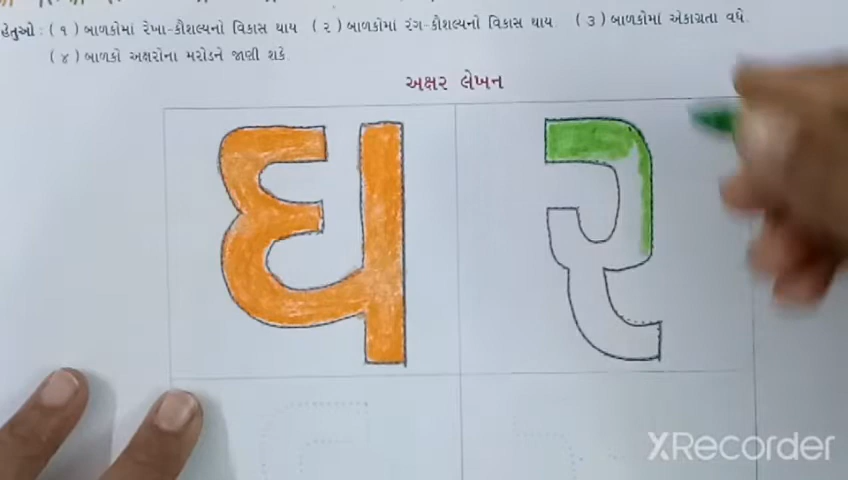 હેતુઓ : ( ૧ ) બાળકોમાં રેખા-કૌશલ્યનો વિકાસ થાય ( ૨ ) બાળકોમાં રંગ-કૌશલ્યનો વિકાસ થાય. ( ૩ ) બાળકોમાં એકાગ્રતા વધે.
( ૪ ) બાળકો અક્ષરોના મરોડને જાણી શકે.
અક્ષર લેખન
ઘ ર
XRecorder